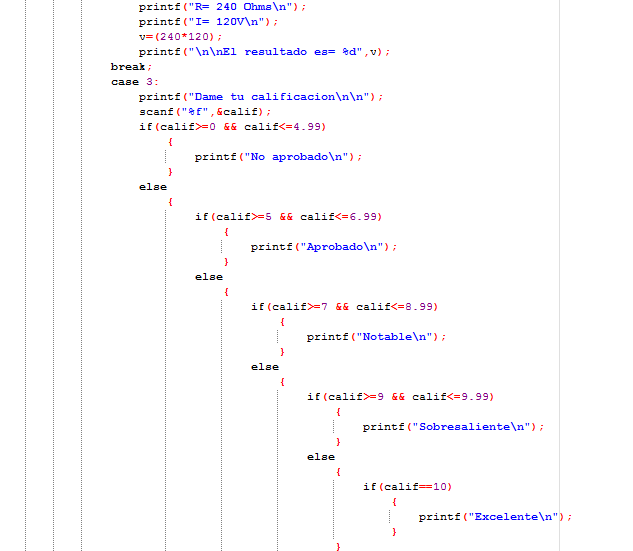 printf("R= 240 Ohms\n");
printf("I= 120V\n");
v=(240*120);
printf("\n\nEl resultado es= %d",v);
break;
case 3:
printf("Dame tu calificacion\n\n");
scanf("%f",&calif);
if(calif>=0 && calif<=4.99)
{
printf("No aprobado\n");
}
else
{
if(calif>=5 && calif<=6.99)
{
printf("Aprobado\n");
}
else
{
if(calif>=7 && calif<=8.99)
{
printf("Notable\n");
}
else
{
if(calif>=9 && calif<=9.99)
{
printf("Sobresaliente\n");
}
else
{
if(calif==10)
{
printf("Excelente\n");
}
}